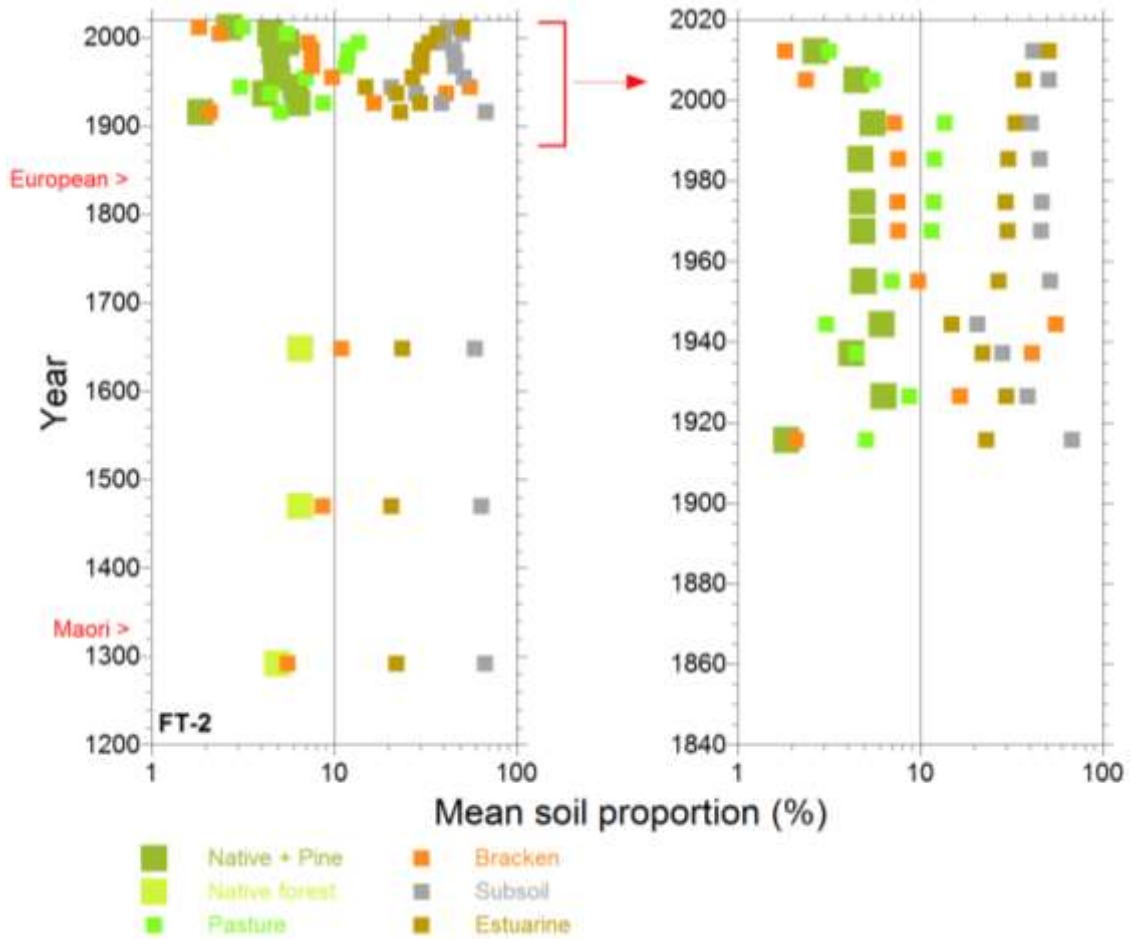 2000
1900
European >
1800
1700
Year
1600
1500
1400
Maori >
1300
FT-2
1200
1
10
100
2020
2000
1980
1960
1940
1920
1900
1880
1860
1840
1
10
100
Mean soil proportion (%)
Native + Pine
Native forest
Pasture
Bracken
Subsoil
Estuarine